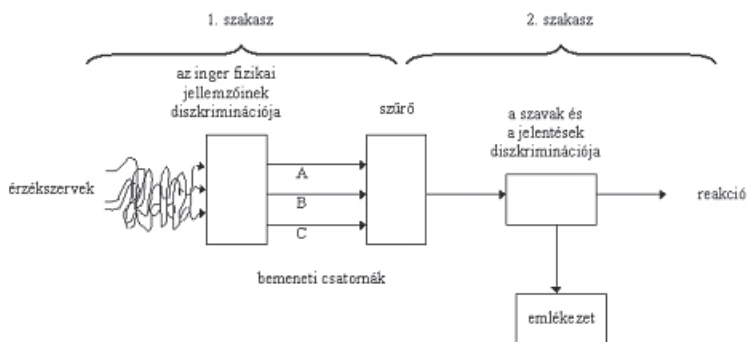 1. szakasz
2. szakasz
az inger fizikai
jellemzőinek
diszkriminációja
szűrő
a szavak és
a jelentések
diszkriminációja
érzékszervek
A
B
C
reakció
bemeneti csatornák
emlékezet